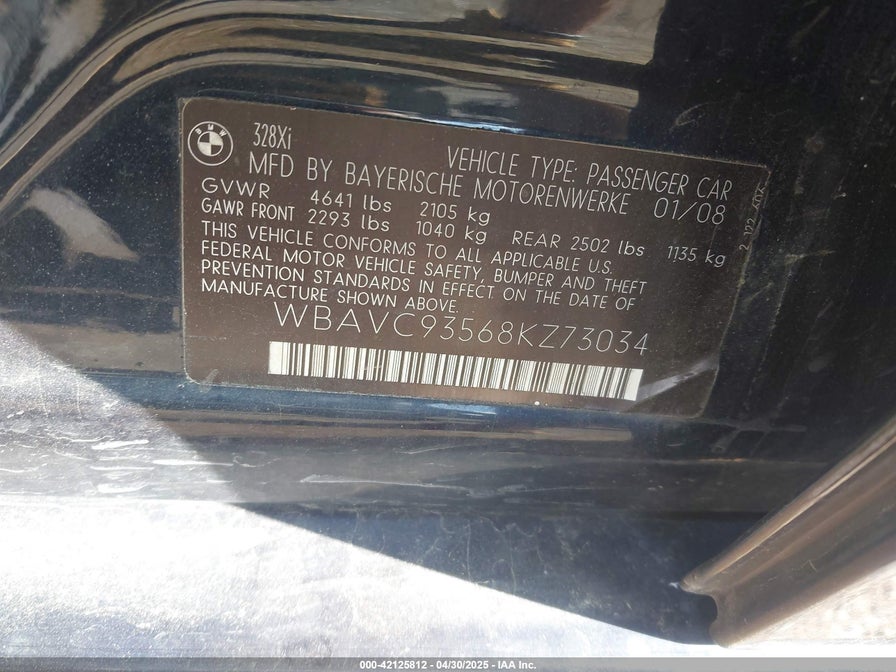 BMW
328Xi
VEHICLE TYPE: PASSENGER CAR
MFD BY BAYERISCHE MOTORENWERKE 01/08
GVWR 4641 lbs 2105 kg
GAWR FRONT 2293 lbs 1040 kg REAR 2502 lbs 1135 kg
THIS VEHICLE CONFORMS TO ALL APPLICABLE U.S.
FEDERAL MOTOR VEHICLE SAFETY, BUMPER AND THEFT
PREVENTION STANDARDS IN EFFECT ON THE DATE OF
MANUFACTURE SHOWN ABOVE.
WBAVC93568KZ73034
000-42125812 - 04/30/2025 - IAA Inc.